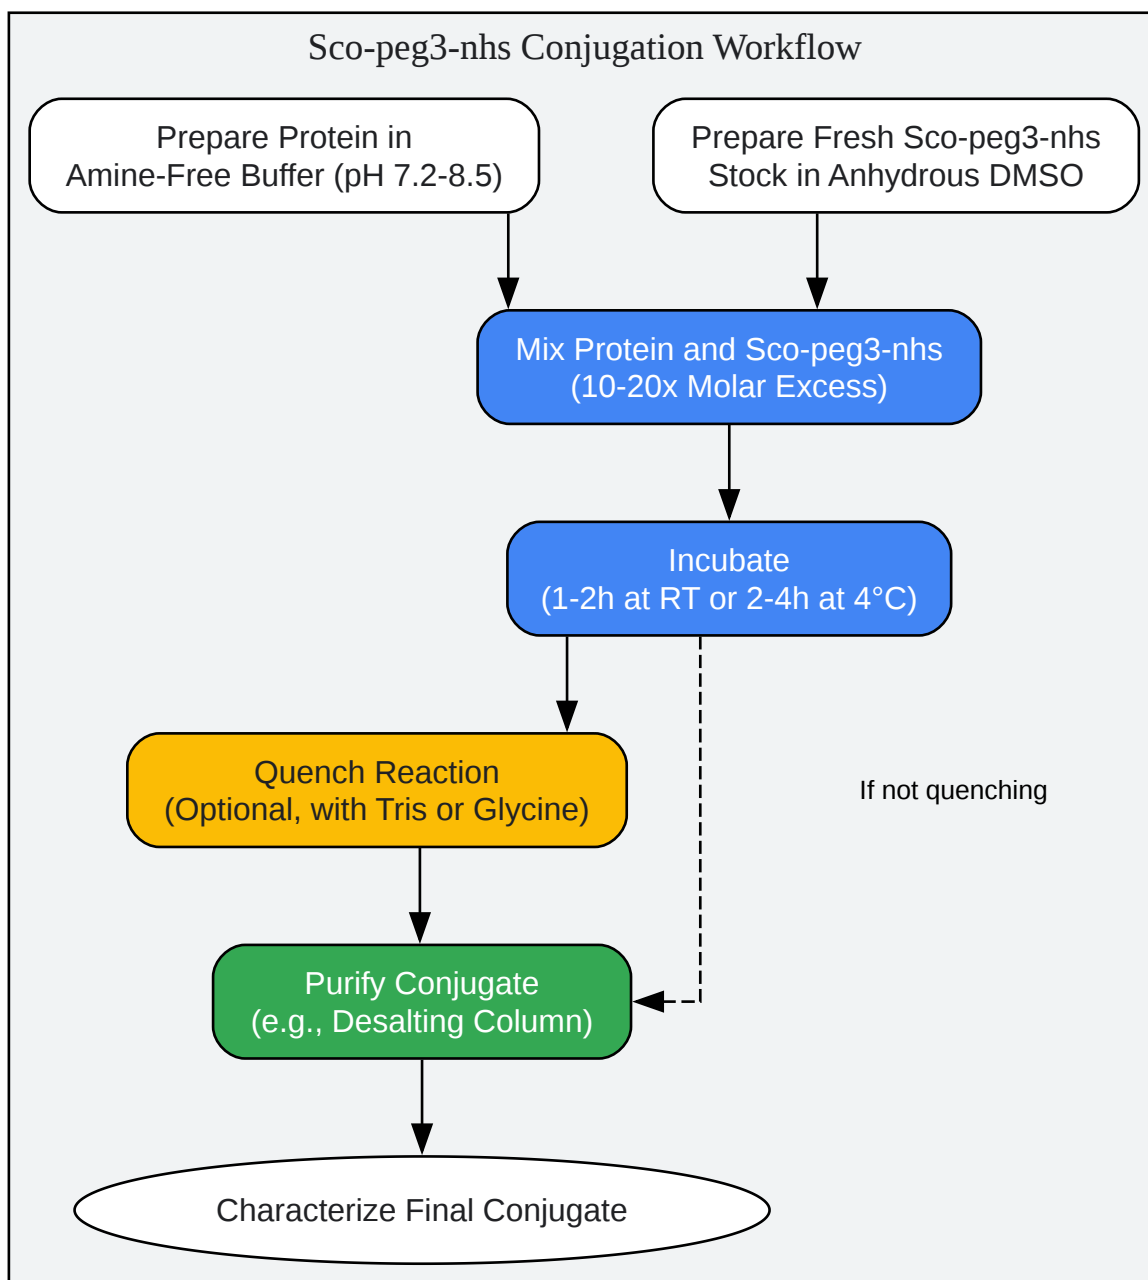 Sco-peg3-nhs Conjugation Workflow
Prepare Protein in
Amine-Free Buffer (pH 7.2-8.5)
Prepare Fresh Sco-peg3-nhs
Stock in Anhydrous DMSO
Mix Protein and Sco-peg3-nhs
(10-20x Molar Excess)
Incubate
(1-2h at RT or 2-4h at 4°C)
Quench Reaction
(Optional, with Tris or Glycine)
If not quenching
Purify Conjugate
(e.g., Desalting Column)
Characterize Final Conjugate